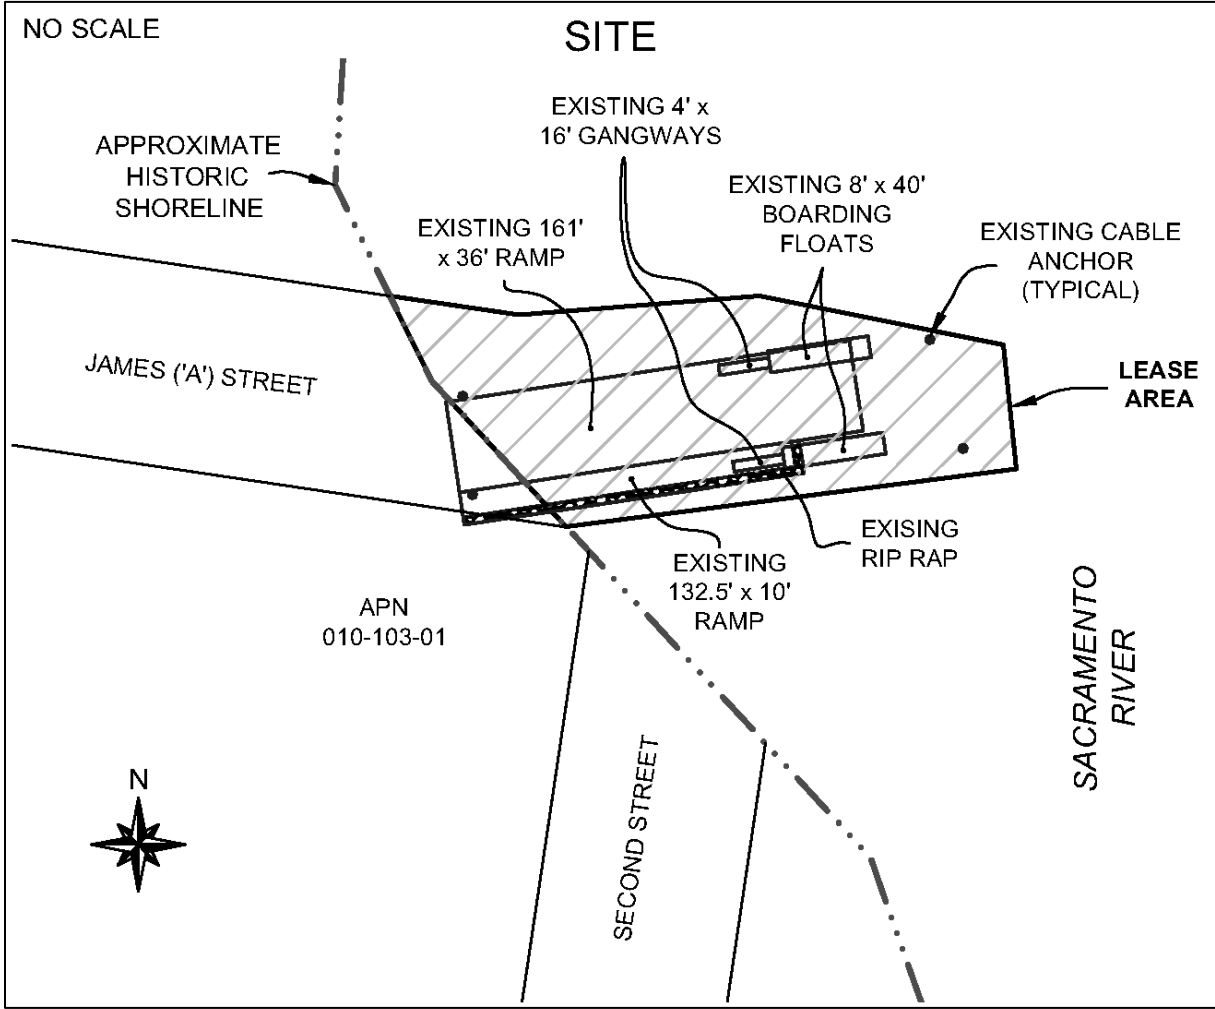 NO SCALE
SITE
EXISTING 4' x
16' GANGWAYS
APPROXIMATE
HISTORIC
SHORELINE
EXISTING 8' x 40'
BOARDING
FLOATS
EXISTING 161'
x 36' RAMP
EXISTING CABLE
ANCHOR
(TYPICAL)
JAMES ('A') STREET
LEASE
AREA
EXISING
RIP RAP
EXISTING
132.5' x 10'
RAMP
APN
010-103-01
SACRAMENTO
RIVER
SECOND STREET
N